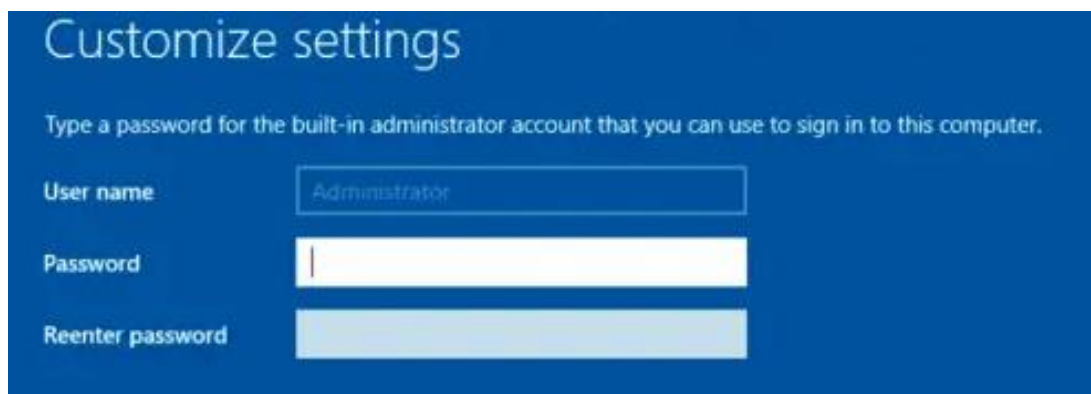 Customize settings
Type a password for the built-in administrator account that you can use to sign in to this computer.
User name
Administrator
Password
Reenter password